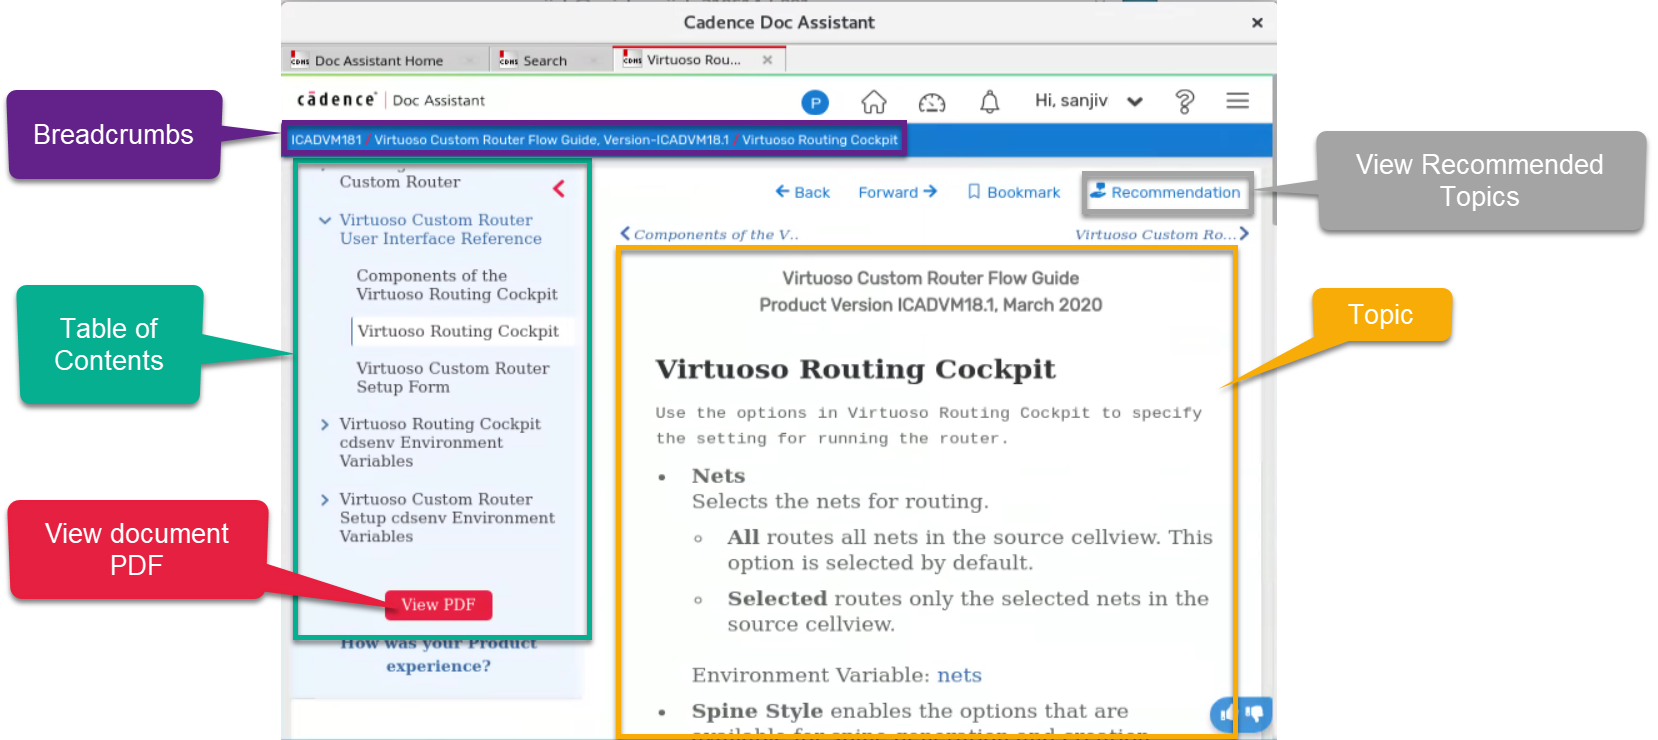 Cadence Doc Assistant
Doc Assistant Home
Search
Virtuoso Rou...
cādence | Doc Assistant
P
Hi, sanjiv
ICADVM181 / Virtuoso Custom Router Flow Guide, Version-ICADVM18.1 / Virtuoso Routing Cockpit
Breadcrumbs
Table of
Contents
View document
PDF
View Recommended
Topics
Topic
Custom Router
Virtuoso Custom Router
User Interface Reference
Components of the
Virtuoso Routing Cockpit
Virtuoso Routing Cockpit
Virtuoso Custom Router
Setup Form
Virtuoso Routing Cockpit
cdsenv Environment
Variables
Virtuoso Custom Router
Setup cdsenv Environment
Variables
View PDF
How was your Product
experience?
Back
Forward
Bookmark
Recommendation
Components of the V..
Virtuoso Custom Ro...
Virtuoso Custom Router Flow Guide
Product Version ICADVM18.1, March 2020
Virtuoso Routing Cockpit
Use the options in Virtuoso Routing Cockpit to specify
the setting for running the router.
• Nets
Selects the nets for routing.
◦ All routes all nets in the source cellview. This
option is selected by default.
◦ Selected routes only the selected nets in the
source cellview.
Environment Variable: nets
• Spine Style enables the options that are
available for spine generation and creation